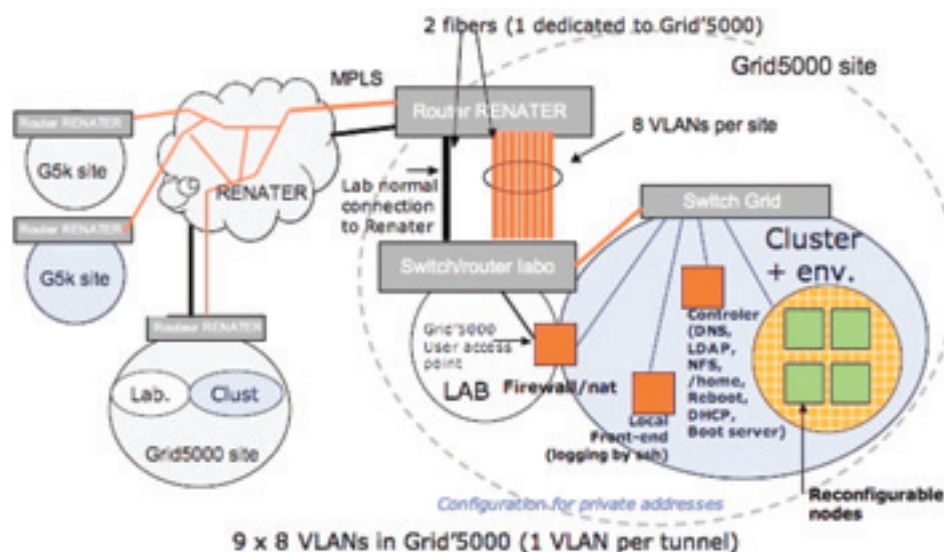 2 fibers (1 dedicated to Grid'5000)
Grid5000 site
MPLS
Router RENATER
8 VLANs per site
Router RENATER
G5k site
RENATER
Lab normal
connection
to Renater
Switch Grid
Router RENATER
G5k site
Switch/router labo
Cluster
+ env.
Routeur RENATER
Grid'5000
User access
point
LAB
Firewall/nat
Controler
(DNS,
LDAP,
NFS,
/home,
Reboot,
DHCP,
Boot server)
Lab.
Clust
Grid5000 site
Local
Front-end
(logging by ssh)
Configuration for private addresses
Reconfigurable
nodes
9 x 8 VLANs in Grid'5000 (1 VLAN per tunnel)